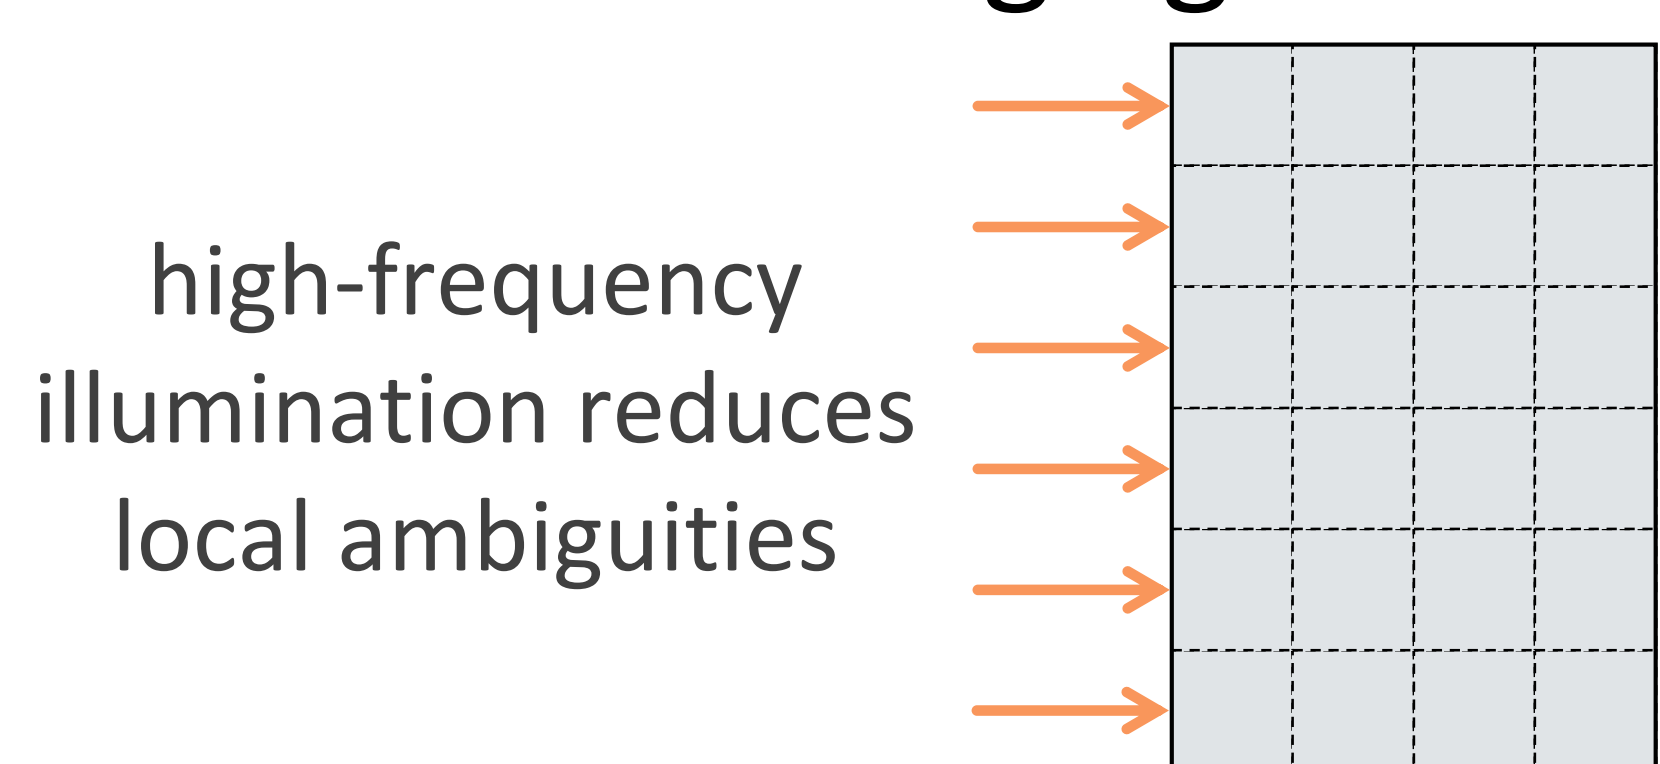 high-frequency
illumination reduces
local ambiguities